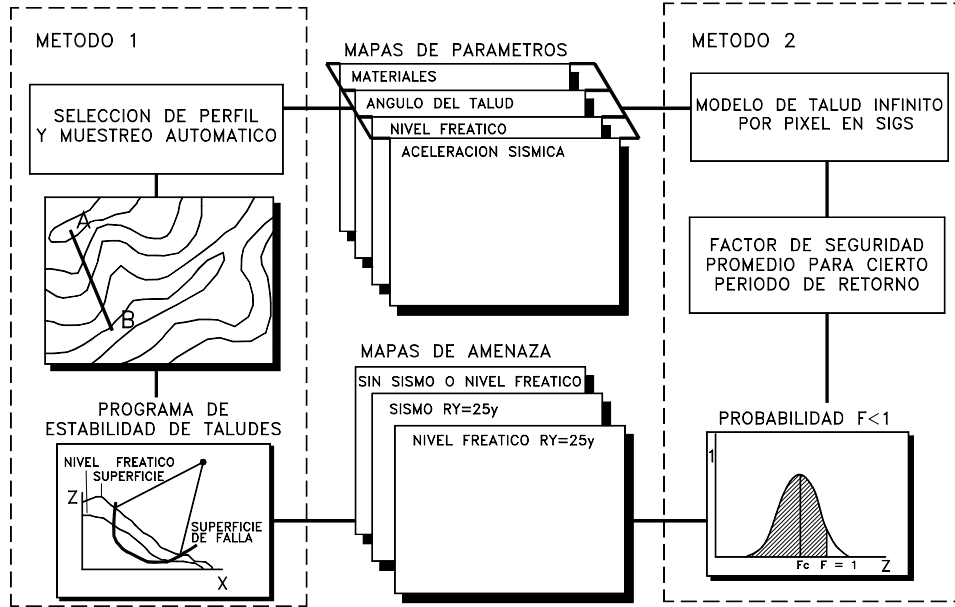 METODO 1
SELECCION DE PERFIL
Y MUESTREO AUTOMATICO
A
B
PROGRAMA DE
ESTABILIDAD DE TALUDES
NIVEL FREATICO
SUPERFICIE
Z
SUPERFICIE
DE FALLA
X
MAPAS DE PARAMETROS
MATERIALES
ANGULO DEL TALUD
NIVEL FREÁTICO
ACELERACION SISMICA
MAPAS DE AMENAZA
SIN SISMO O NIVEL FREÁTICO
SISMO RY=25y
NIVEL FREATICO RY=25y
METODO 2
MODELO DE TALUD INFINITO
POR PIXEL EN SIGS
FACTOR DE SEGURIDAD
PROMEDIO PARA CIERTO
PERIODO DE RETORNO
PROBABILIDAD F<1
1
Fc F = 1
Z